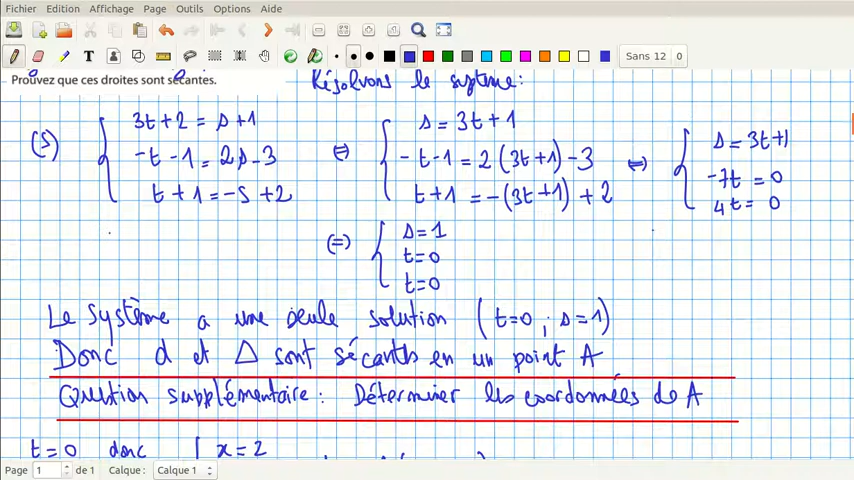 Fichier Edition Affichage Page Outils Options Aide
Sans 12 0
Prouvez que ces droites sont sécantes.
Résolvons le système:
(S) { 3t+2 = s+1 ⇔ { s = 3t+1 ⇔ { s = 3t+1
-t-1 = 2s-3 -t-1 = 2(3t+1)-3 -7t = 0
t+1 = -s+2 t+1 = -(3t+1)+2 4t = 0
⇔ { s=1
t=0
t=0
Le système a une seule solution (t=0 ; s=1)
Donc d et Δ sont sécantes en un point A
Question supplémentaire : Déterminer les coordonnées de A
t=0 donc { x=2
Page 1 de 1 Calque : Calque 1